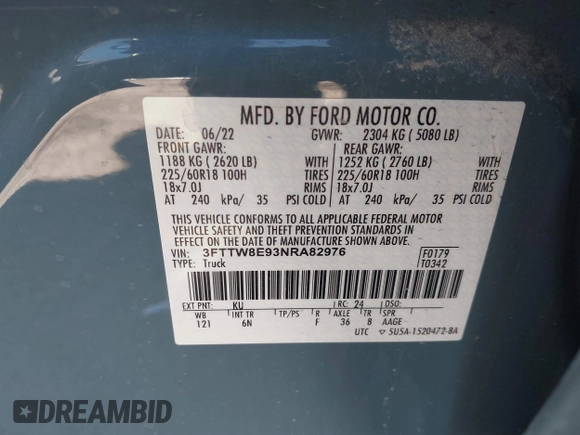 MFD. BY FORD MOTOR CO.
DATE: 06/22 GVWR: 2304 KG ( 5080 LB)
FRONT GAWR: REAR GAWR:
1188 KG ( 2620 LB) WITH 1252 KG ( 2760 LB) WITH
225/60R18 100H TIRES 225/60R18 100H TIRES
18x7.0J RIMS 18x7.0J RIMS
AT 240 kPa/ 35 PSI COLD AT 240 kPa/ 35 PSI COLD
THIS VEHICLE CONFORMS TO ALL APPLICABLE FEDERAL MOTOR
VEHICLE SAFETY, BUMPER, AND THEFT PREVENTION STANDARDS IN
EFFECT ON THE DATE OF MANUFACTURE SHOWN ABOVE.
VIN: 3FTTW8E93NRA82976 F0179
TYPE: Truck T0342
EXT PNT: KU RC: 24 DSO:
WB INT TR TP/PS R AXLE TR SPR
121 6N F 36 8 AAGE
UTC ▽ 5U5A-1520472-BA
DREAMBID